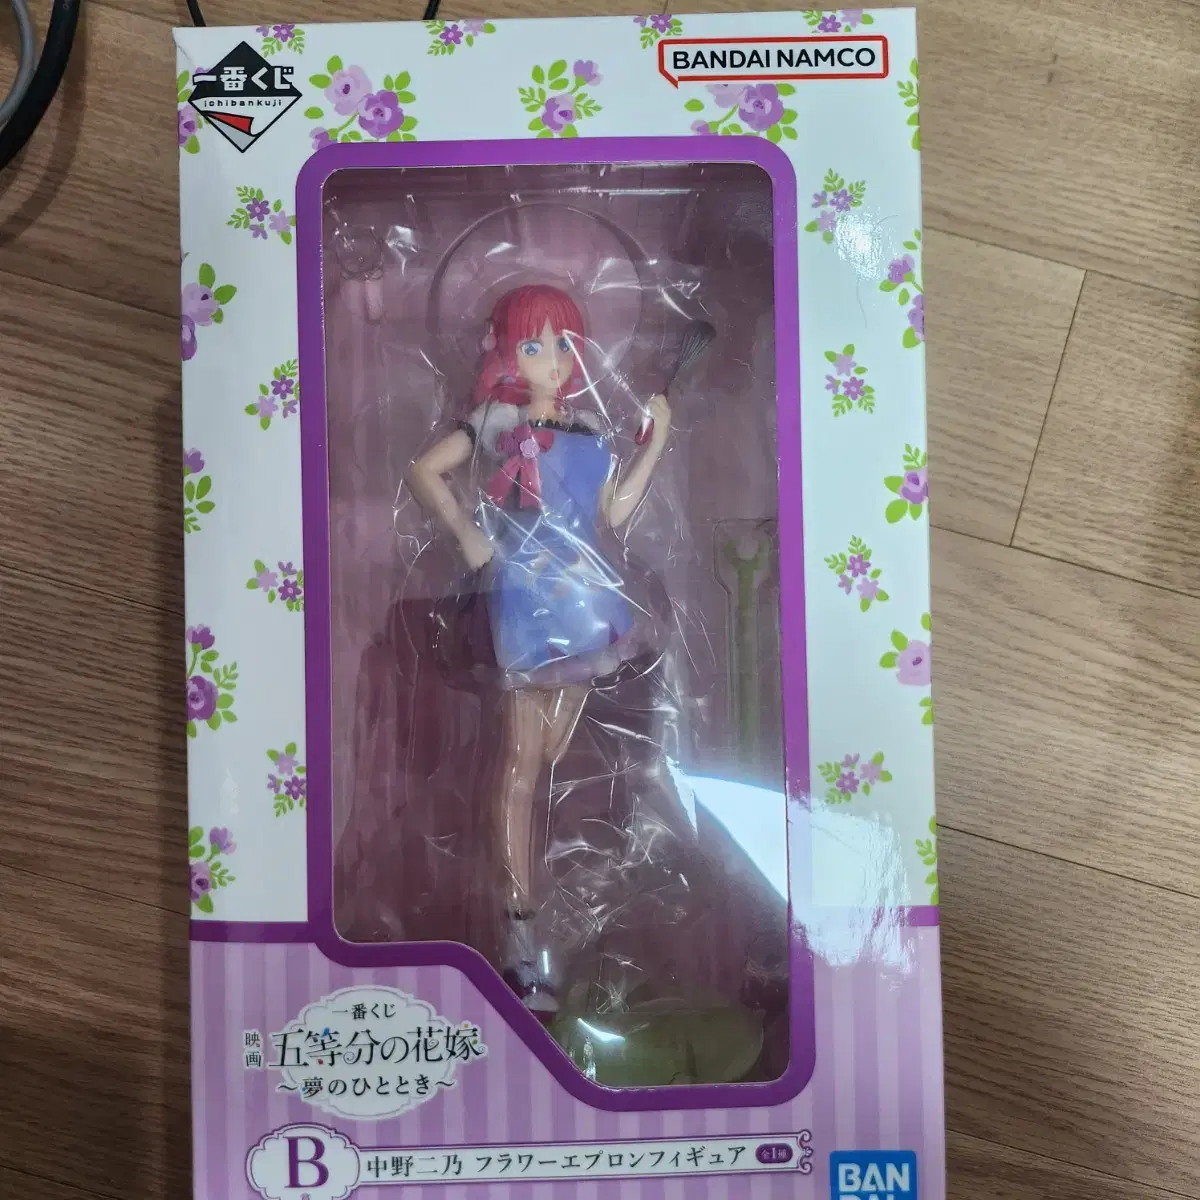 一番くじ
ichibankuji
BANDAI NAMCO
一番くじ
映画 五等分の花嫁
～夢のひととき～
B
賞
中野二乃 フラワーエプロンフィギュア 全1種
BAN
DAI